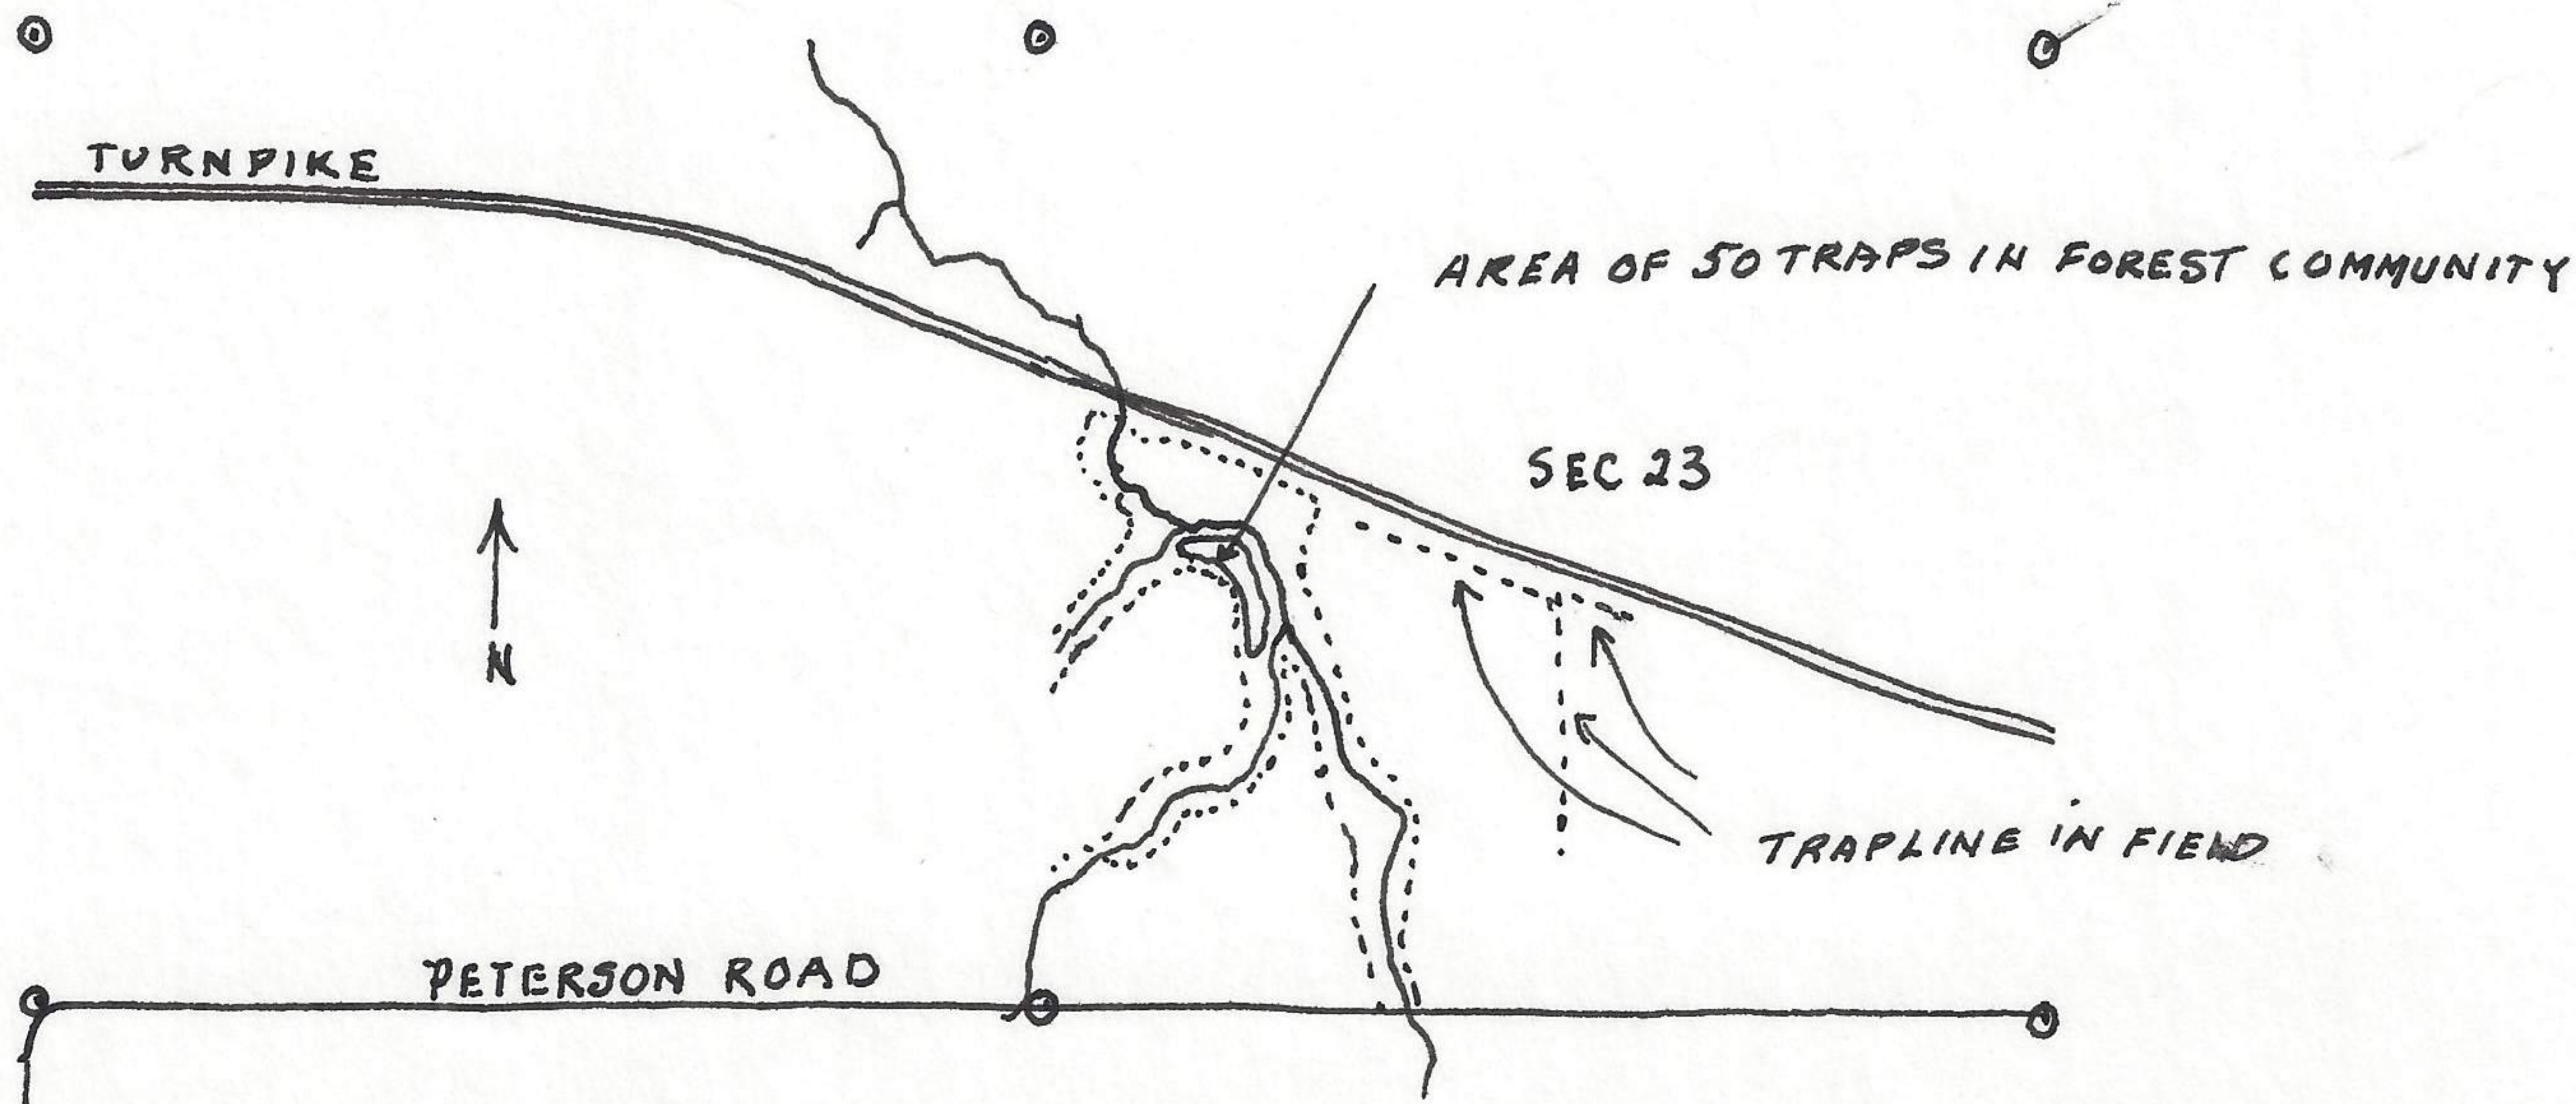 TURNPIKE
AREA OF 50 TRAPS IN FOREST COMMUNITY
SEC 23
N
TRAPLINE IN FIELD
PETERSON ROAD